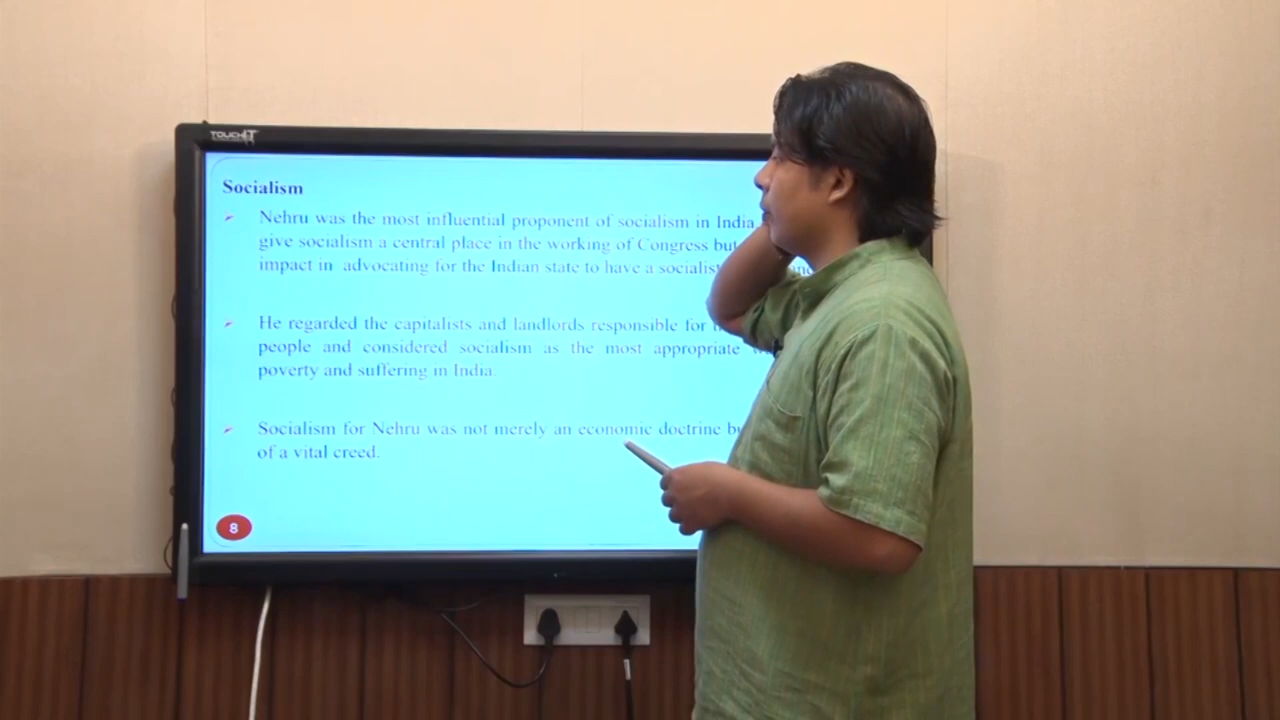 TOUCHIT
Socialism
Nehru was the most influential proponent of socialism in India
give socialism a central place in the working of Congress but
impact in advocating for the Indian state to have a socialist
He regarded the capitalists and landlords responsible for
people and considered socialism as the most appropriate
poverty and suffering in India.
Socialism for Nehru was not merely an economic doctrine
of a vital creed.
8